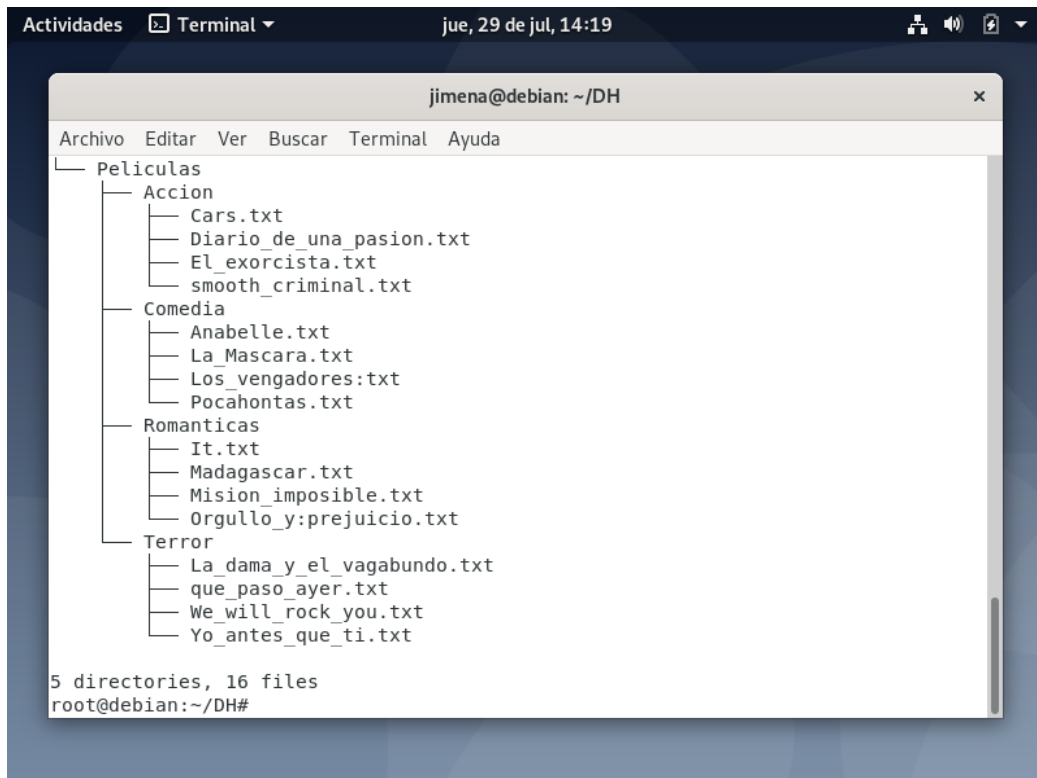 Actividades Terminal jue, 29 de jul, 14:19
jimena@debian: ~/DH ×
Archivo Editar Ver Buscar Terminal Ayuda
└── Peliculas
    ├── Accion
    │   ├── Cars.txt
    │   ├── Diario_de_una_pasion.txt
    │   ├── El_exorcista.txt
    │   └── smooth_criminal.txt
    ├── Comedia
    │   ├── Anabelle.txt
    │   ├── La_Mascara.txt
    │   ├── Los_vengadores:txt
    │   └── Pocahontas.txt
    ├── Romanticas
    │   ├── It.txt
    │   ├── Madagascar.txt
    │   ├── Mision_imposible.txt
    │   └── Orgullo_y:prejuicio.txt
    └── Terror
        ├── La_dama_y_el_vagabundo.txt
        ├── que_paso_ayer.txt
        ├── We_will_rock_you.txt
        └── Yo_antes_que_ti.txt
5 directories, 16 files
root@debian:~/DH#